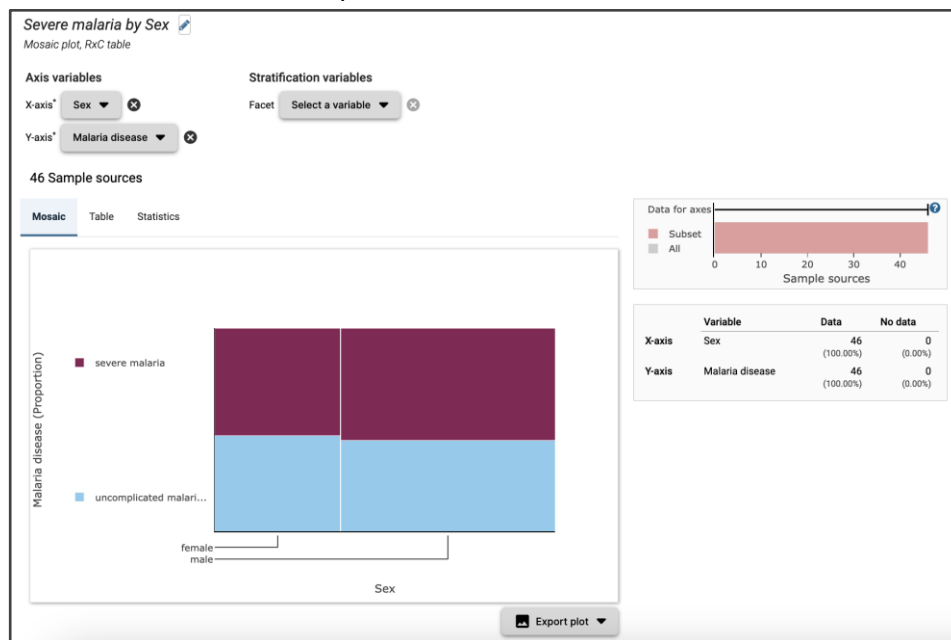 Severe malaria by Sex
Mosaic plot, RxC table
Axis variables
Stratification variables
X-axis* Sex
Facet Select a variable
Y-axis* Malaria disease
46 Sample sources
Mosaic Table Statistics
Malaria disease (Proportion)
severe malaria
uncomplicated malari...
female
male
Sex
Export plot
Data for axes
?
Subset
All
0 10 20 30 40
Sample sources
Variable Data No data
X-axis Sex 46 0
(100.00%) (0.00%)
Y-axis Malaria disease 46 0
(100.00%) (0.00%)